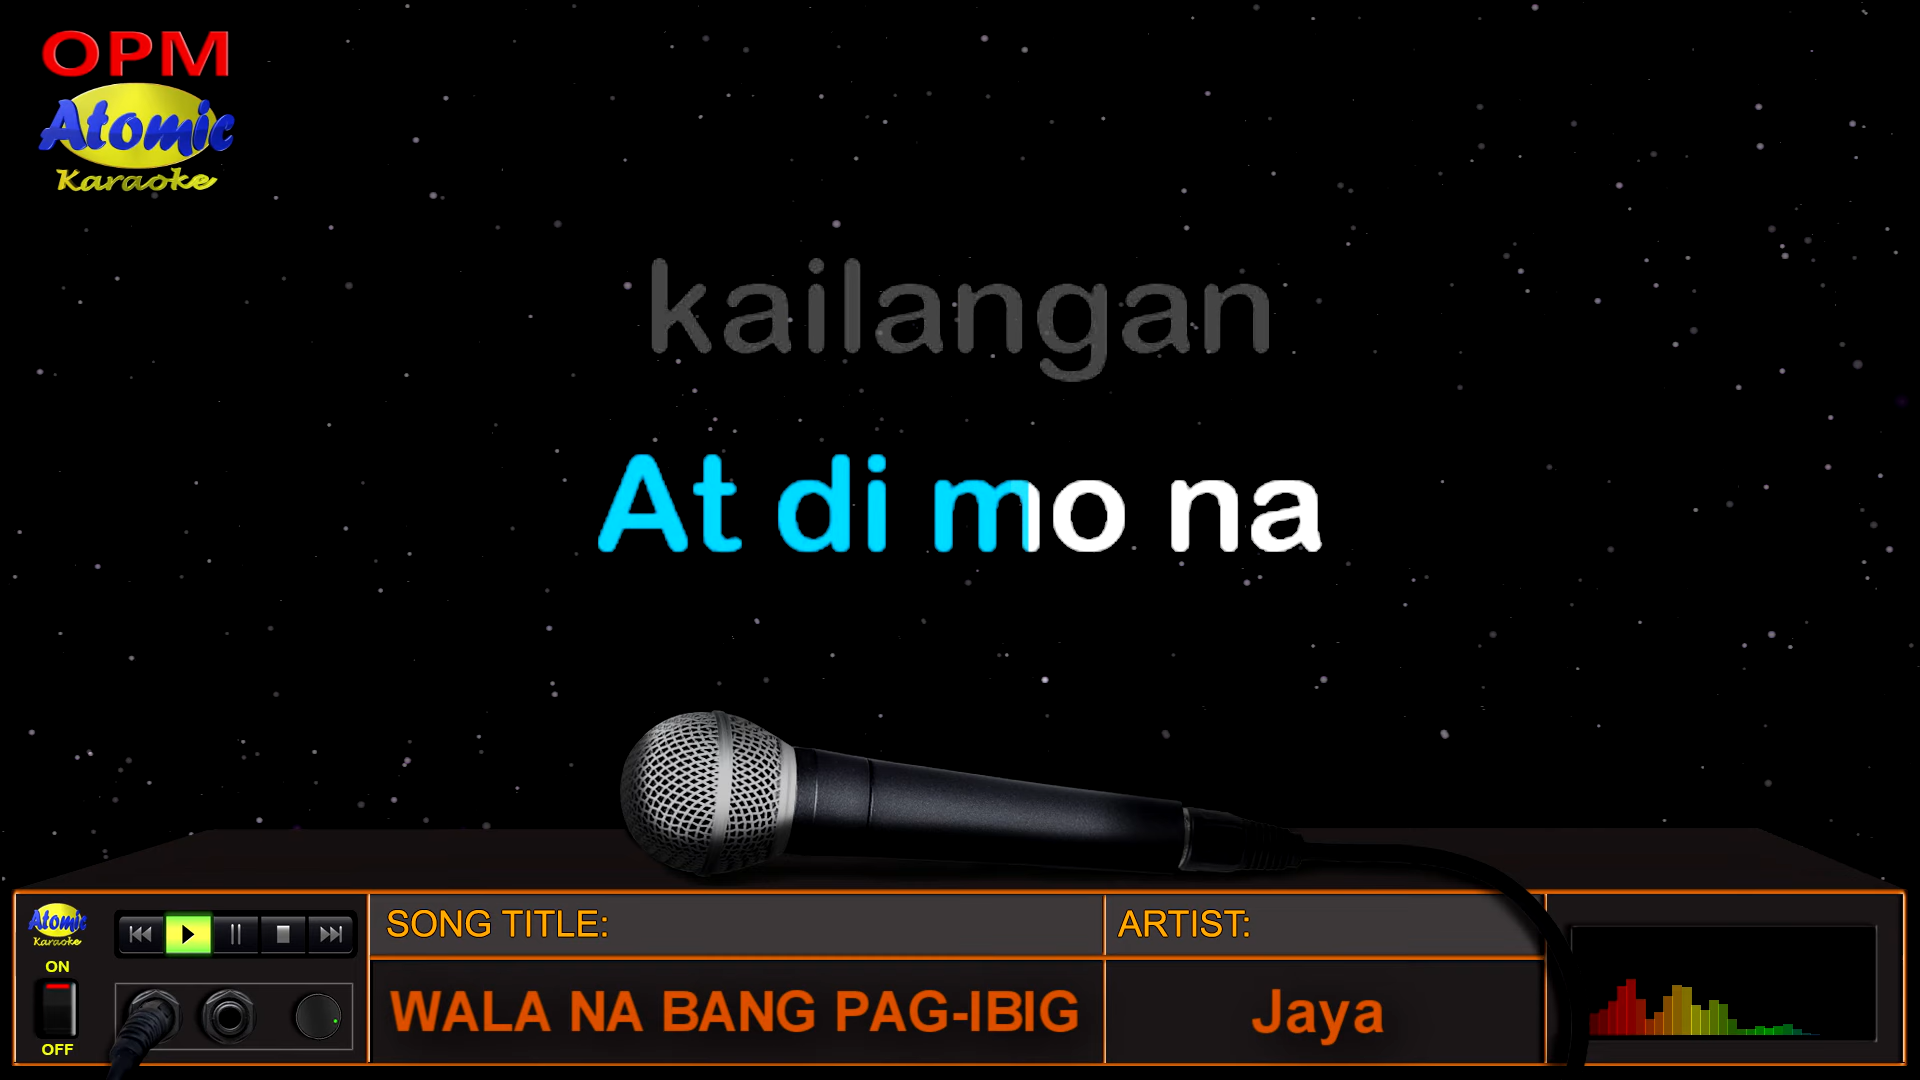 OPM
Atomic
Karaoke
kailangan
At di mo na
Atomic
Karaoke
ON
OFF
SONG TITLE:
ARTIST:
WALA NA BANG PAG-IBIG
Jaya